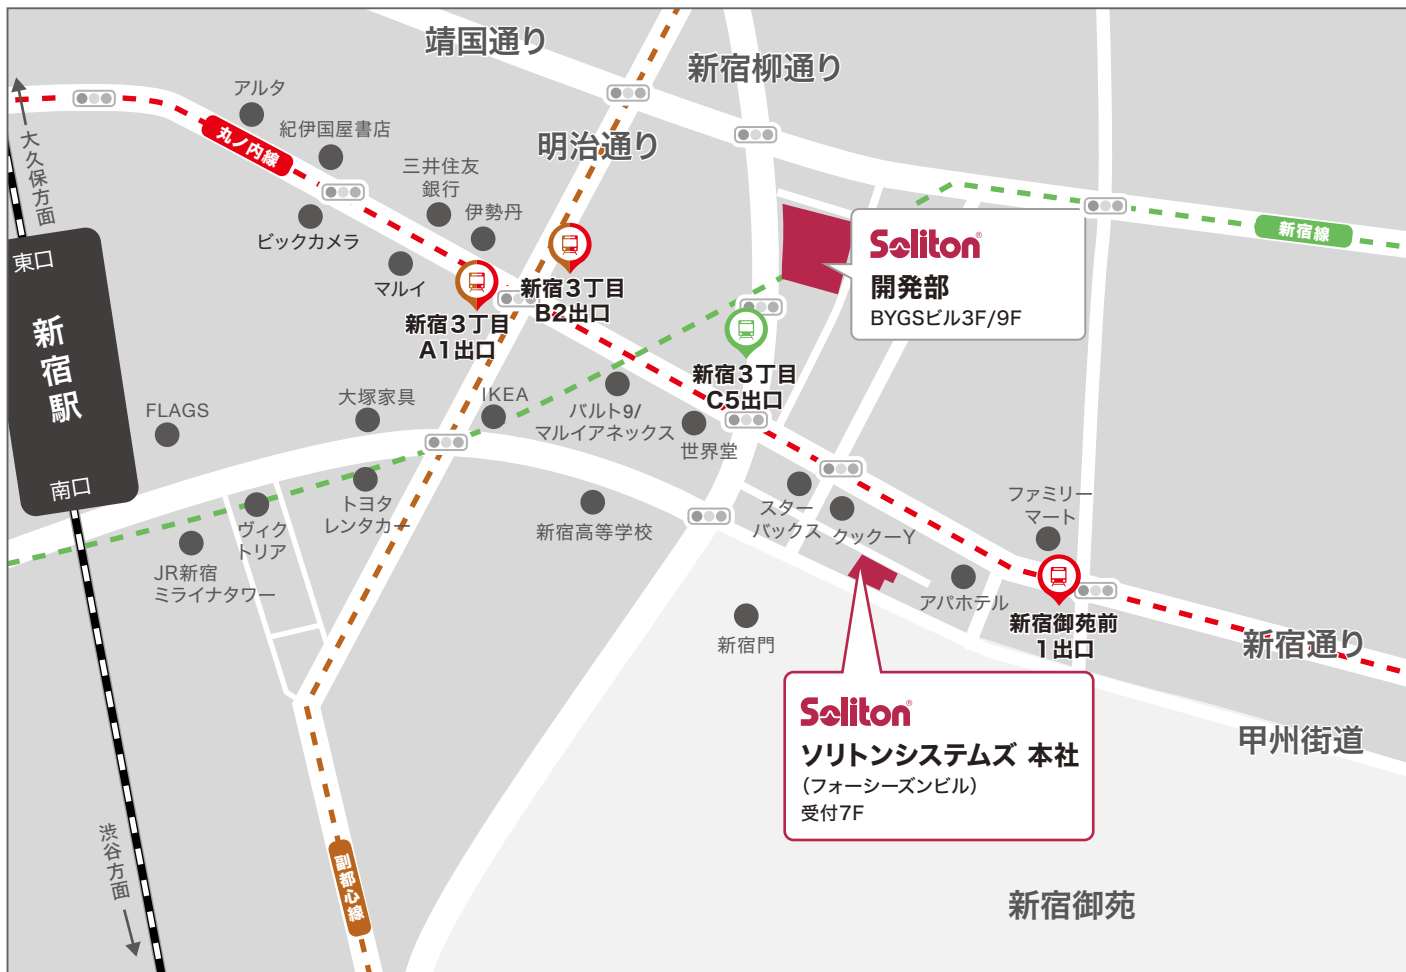 靖国通り
新宿柳通り
アルタ
紀伊国屋書店
丸ノ内線
明治通り
大久保方面
三井住友
銀行
伊勢丹
ビックカメラ
マルイ
東口
新宿駅
南口
新宿3丁目
A1出口
新宿3丁目
B2出口
Soliton®
開発部
BYGSビル3F/9F
新宿線
新宿3丁目
C5出口
FLAGS
大塚家具
IKEA
バルト9/
マルイアネックス
世界堂
トヨタ
レンタカー
ヴィク
トリア
JR新宿
ミライナタワー
新宿高等学校
スター
バックス
クックーY
ファミリー
マート
アパホテル
新宿御苑前
1出口
新宿門
新宿通り
甲州街道
Soliton®
ソリトンシステムズ 本社
(フォーシーズンビル)
受付7F
渋谷方面
副都心線
新宿御苑